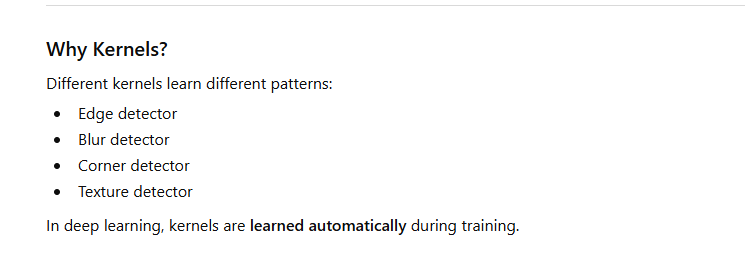 Why Kernels?
Different kernels learn different patterns:
• Edge detector
• Blur detector
• Corner detector
• Texture detector
In deep learning, kernels are learned automatically during training.